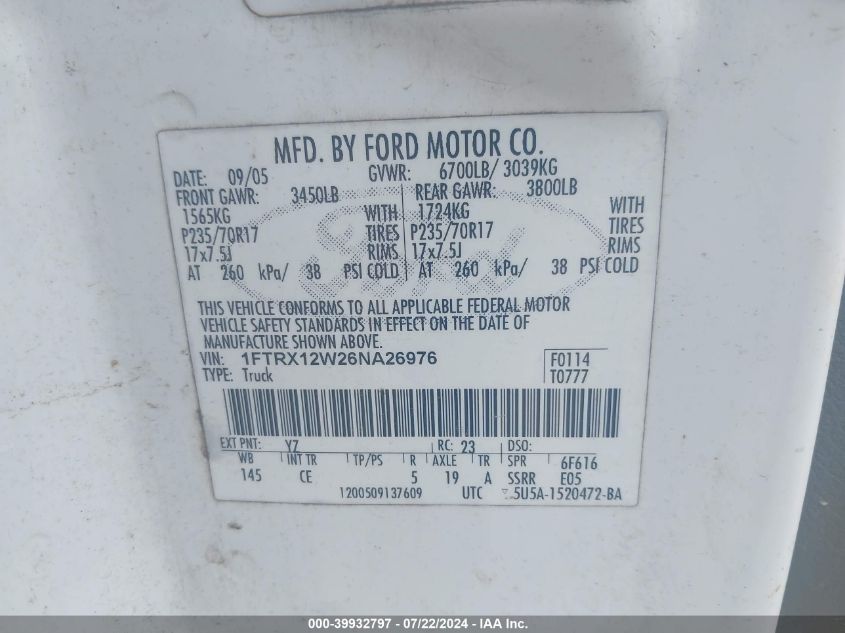 MFD. BY FORD MOTOR CO.
DATE: 09/05 GVWR: 6700LB/ 3039KG
FRONT GAWR: 3450LB REAR GAWR: 3800LB
1565KG WITH 1724KG WITH
P235/70R17 TIRES P235/70R17 TIRES
17x7.5J RIMS 17x7.5J RIMS
AT 260 kPa/ 38 PSI COLD AT 260 kPa/ 38 PSI COLD
Ford
THIS VEHICLE CONFORMS TO ALL APPLICABLE FEDERAL MOTOR
VEHICLE SAFETY STANDARDS IN EFFECT ON THE DATE OF
MANUFACTURE SHOWN ABOVE.
VIN: 1FTRX12W26NA26976 F0114
TYPE: Truck T0777
EXT PNT: YZ RC: 23 DSO:
WB INT TR TP/PS R AXLE TR SPR 6F616
145 CE 5 19 A SSRR E05
1200509137609 UTC 5U5A-1520472-BA
000-39932797 - 07/22/2024 - IAA Inc.